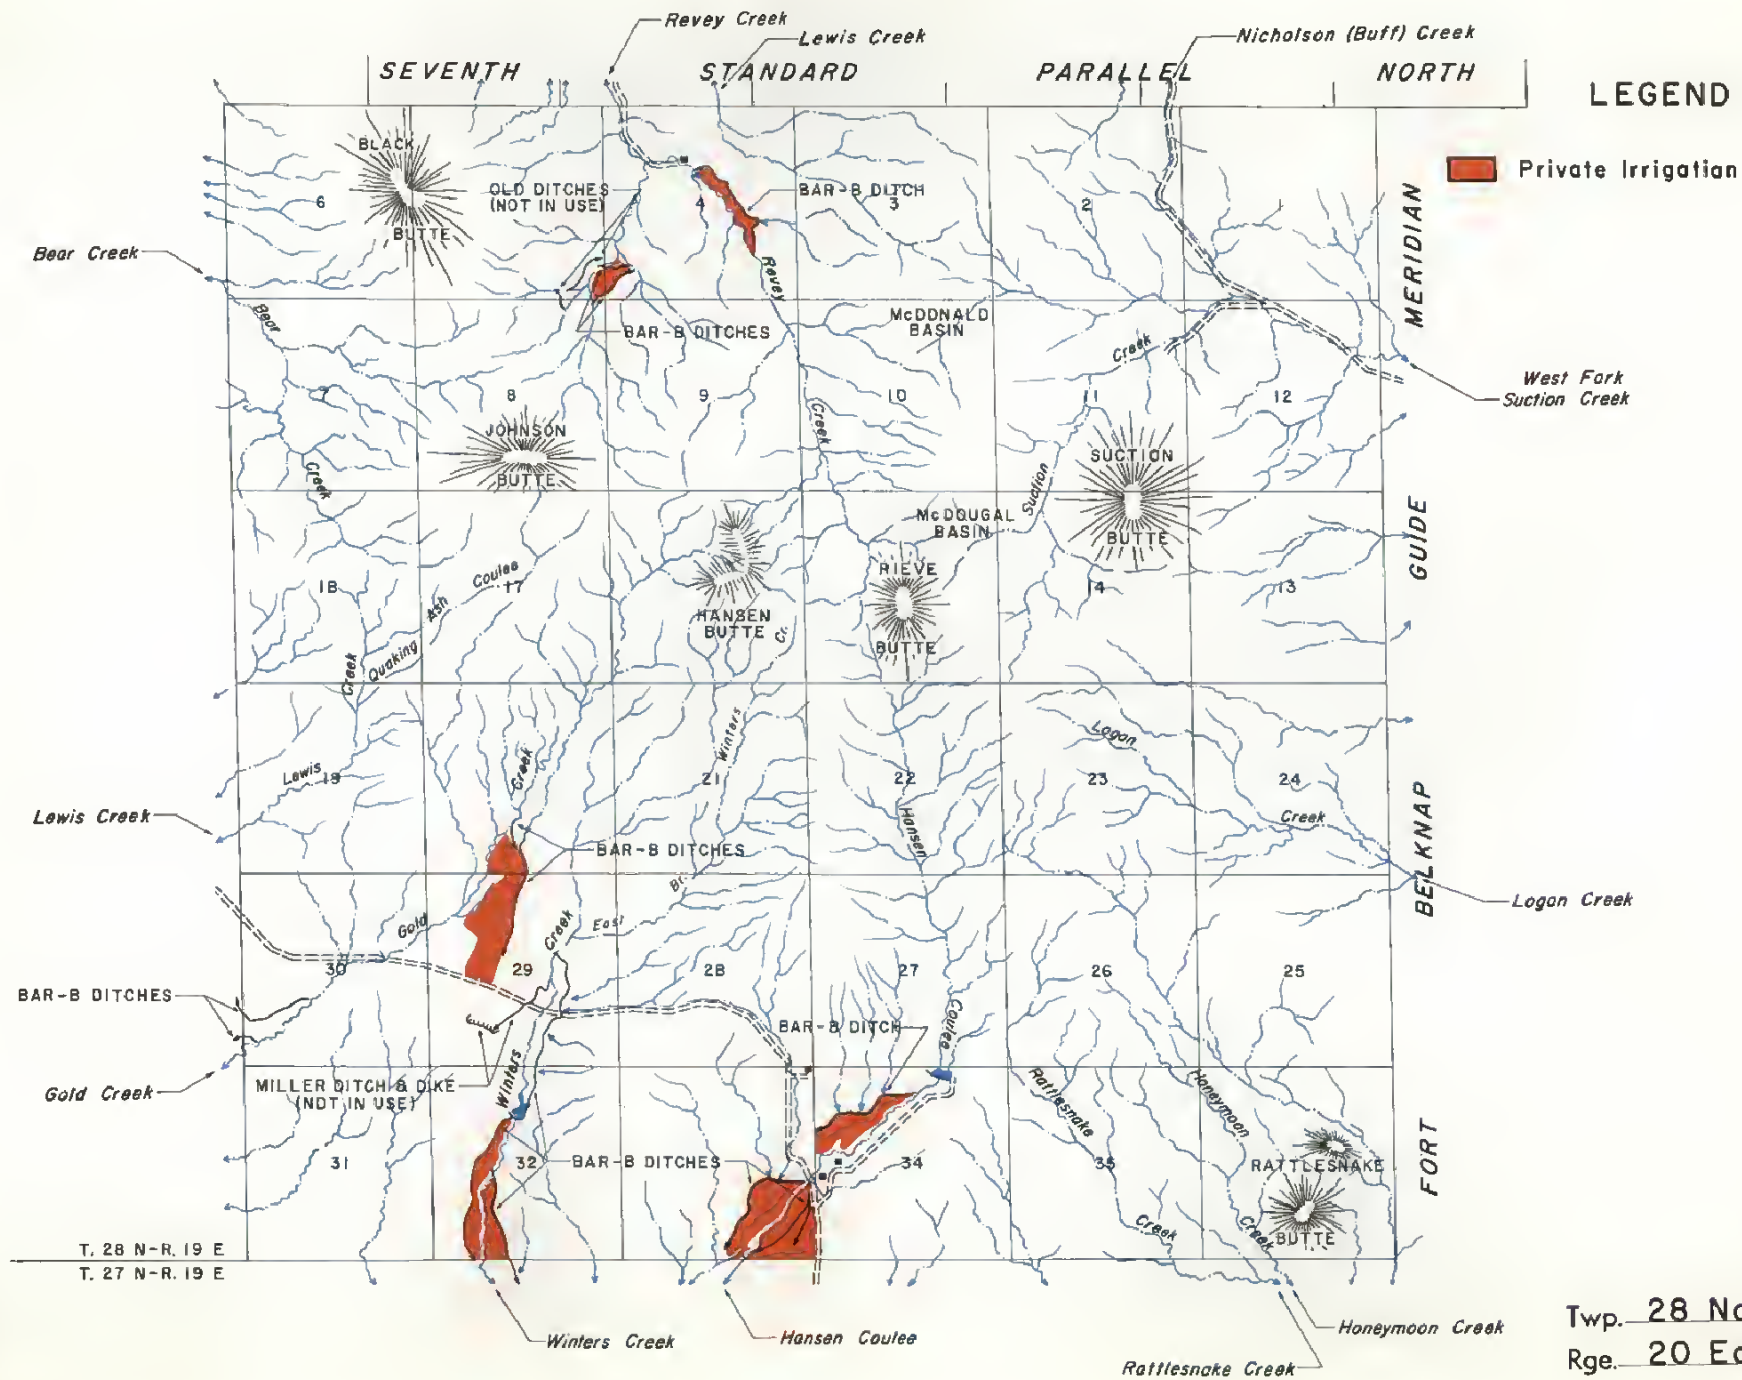 Revey Creek
Lewis Creek
Nicholson (Buff) Creek
SEVENTH STANDARD PARALLEL NORTH
LEGEND
Private Irrigation
BLACK
BUTTE
6
OLD DITCHES
(NOT IN USE)
4
BAR-B DITCH
3
2
1
MERIDIAN
Bear Creek
Bear
Revey
BAR-B DITCHES
McDONALD
BASIN
Creek
West Fork
Suction Creek
7
8
9
10
11
12
JOHNSON
BUTTE
Creek
Creek
SUCTION
BUTTE
Suction
McDOUGAL
BASIN
GUIDE
18
Coulee
17
Ash
Quaking
Creek
HANSEN
BUTTE
Cr.
RIEVE
BUTTE
14
13
Winters
Logan
Lewis
19
Creek
21
22
23
24
Hansen
Creek
BELKNAP
Lewis Creek
BAR-B DITCHES
Br.
East
Gold
Creek
Logan Creek
30
29
28
27
26
25
BAR-B DITCHES
BAR-B DITCH
Coulee
Gold Creek
MILLER DITCH & DIKE
(NOT IN USE)
Winters
Rattlesnake
Honeymoon
31
32
BAR-B DITCHES
34
35
RATTLESNAKE
BUTTE
Creek
Creek
FORT
T. 28 N-R. 19 E
T. 27 N-R. 19 E
Winters Creek
Hansen Coulee
Honeymoon Creek
Rattlesnake Creek
Twp. 28 No
Rge. 20 Ea